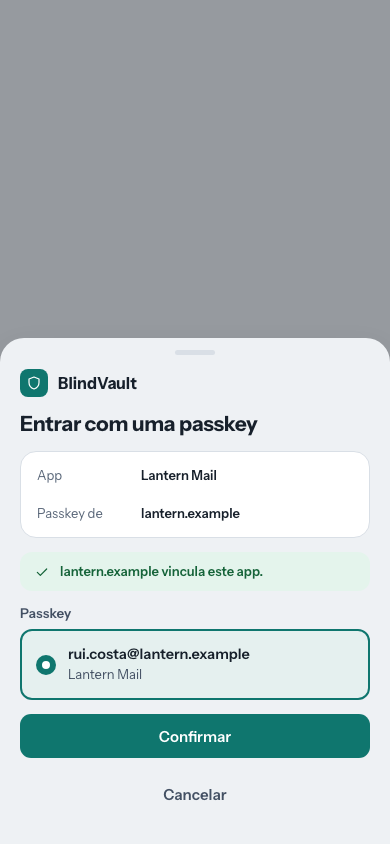 BlindVault
Entrar com uma passkey
App Lantern Mail
Passkey de lantern.example
lantern.example vincula este app.
Passkey
rui.costa@lantern.example
Lantern Mail
Confirmar
Cancelar